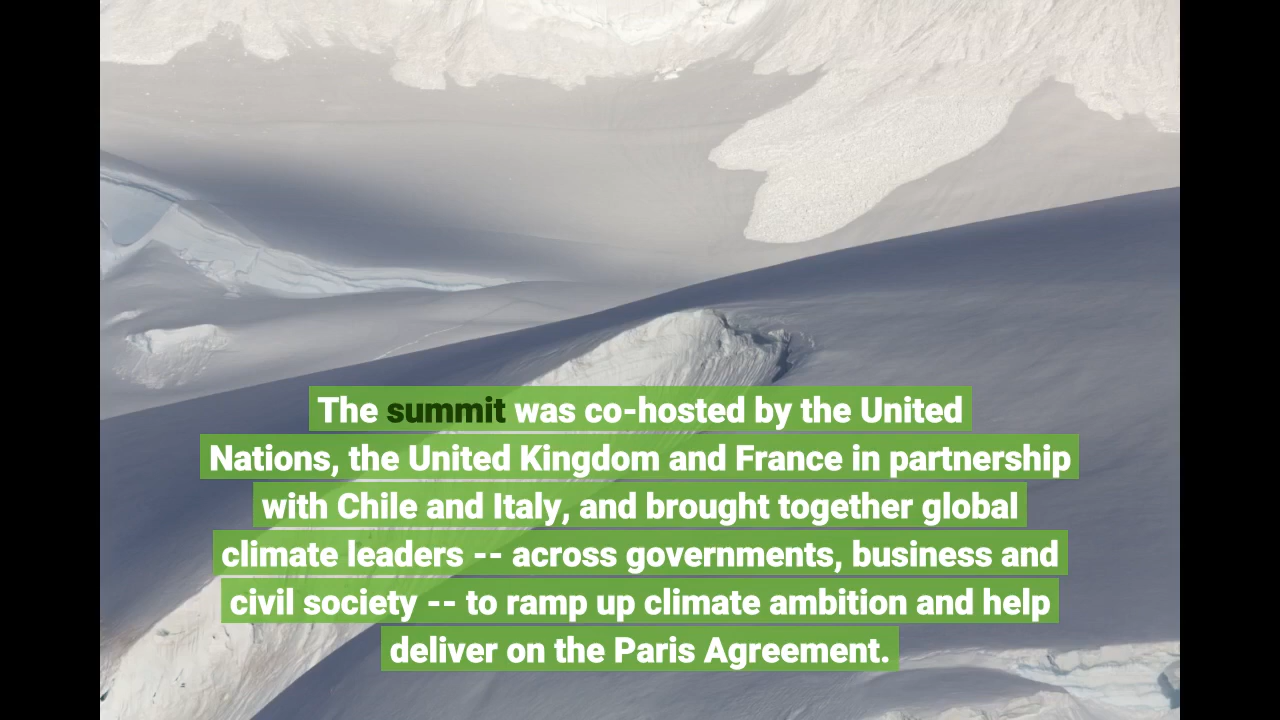 The summit was co-hosted by the United
Nations, the United Kingdom and France in partnership
with Chile and Italy, and brought together global
climate leaders -- across governments, business and
civil society -- to ramp up climate ambition and help
deliver on the Paris Agreement.